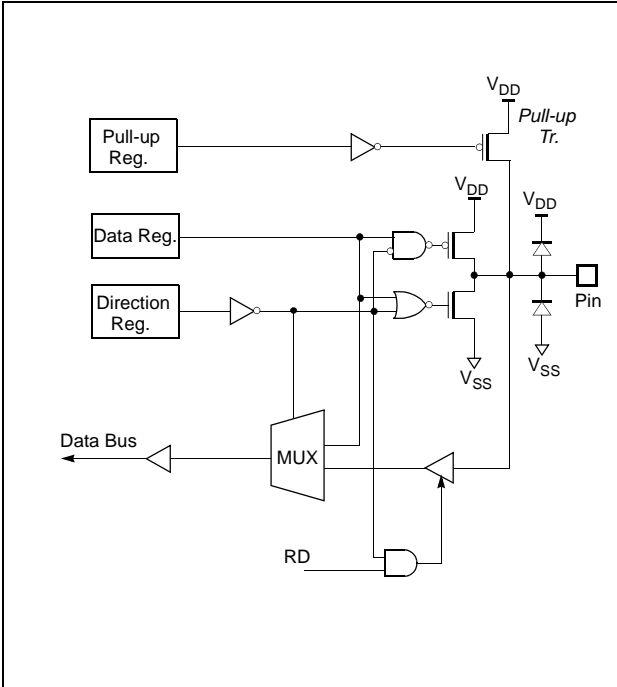 VDD
Pull-up
Tr.
Pull-up
Reg.
VDD
VDD
Data Reg.
Direction
Reg.
Pin
VSS
VSS
Data Bus
MUX
RD